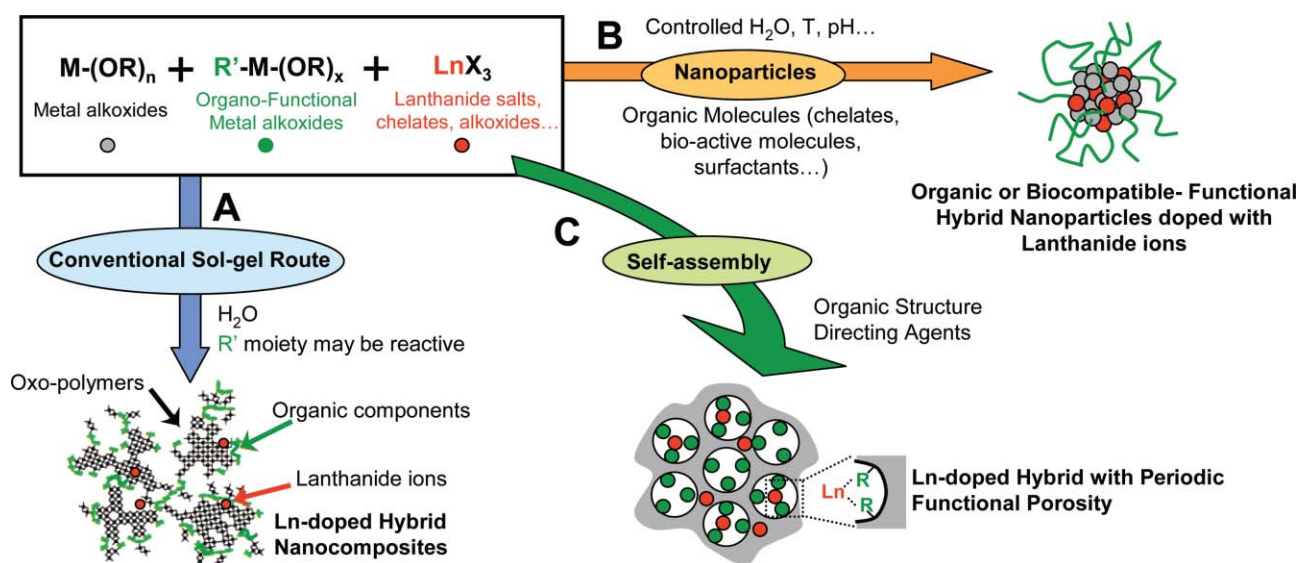 M-(OR)n + R'-M-(OR)x + LnX3
Metal alkoxides
Organo-Functional
Metal alkoxides
Lanthanide salts,
chelates, alkoxides…
A
Conventional Sol-gel Route
H2O
R' moiety may be reactive
Oxo-polymers
Organic components
Lanthanide ions
Ln-doped Hybrid
Nanocomposites
B
Controlled H2O, T, pH…
Nanoparticles
Organic Molecules (chelates,
bio-active molecules,
surfactants…)
Organic or Biocompatible- Functional
Hybrid Nanoparticles doped with
Lanthanide ions
C
Self-assembly
Organic Structure
Directing Agents
Ln
R
R
Ln-doped Hybrid with Periodic
Functional Porosity